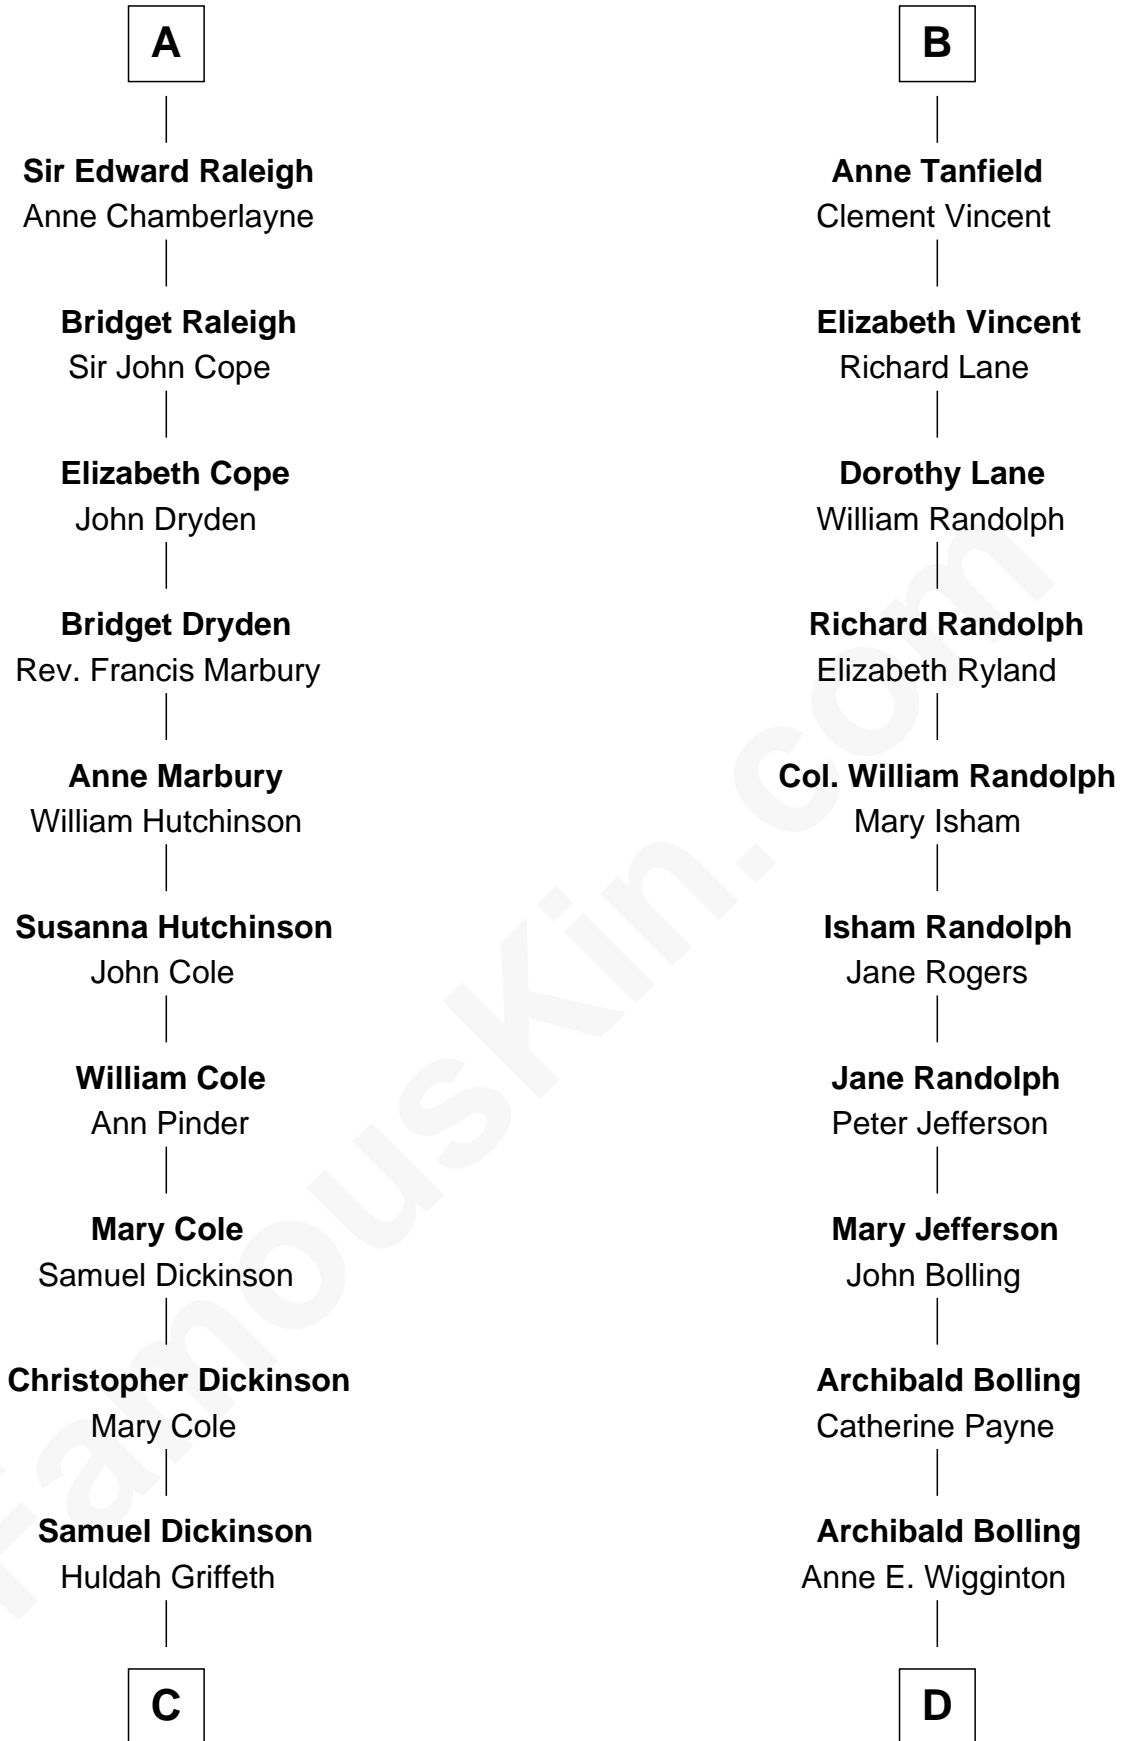 A
Sir Edward Raleigh
Anne Chamberlayne
Bridget Raleigh
Sir John Cope
Elizabeth Cope
John Dryden
Bridget Dryden
Rev. Francis Marbury
Anne Marbury
William Hutchinson
Susanna Hutchinson
John Cole
William Cole
Ann Pinder
Mary Cole
Samuel Dickinson
Christopher Dickinson
Mary Cole
Samuel Dickinson
Huldah Griffeth
C
B
Anne Tanfield
Clement Vincent
Elizabeth Vincent
Richard Lane
Dorothy Lane
William Randolph
Richard Randolph
Elizabeth Ryland
Col. William Randolph
Mary Isham
Isham Randolph
Jane Rogers
Jane Randolph
Peter Jefferson
Mary Jefferson
John Bolling
Archibald Bolling
Catherine Payne
Archibald Bolling
Anne E. Wigginton
D
FamousKin.com